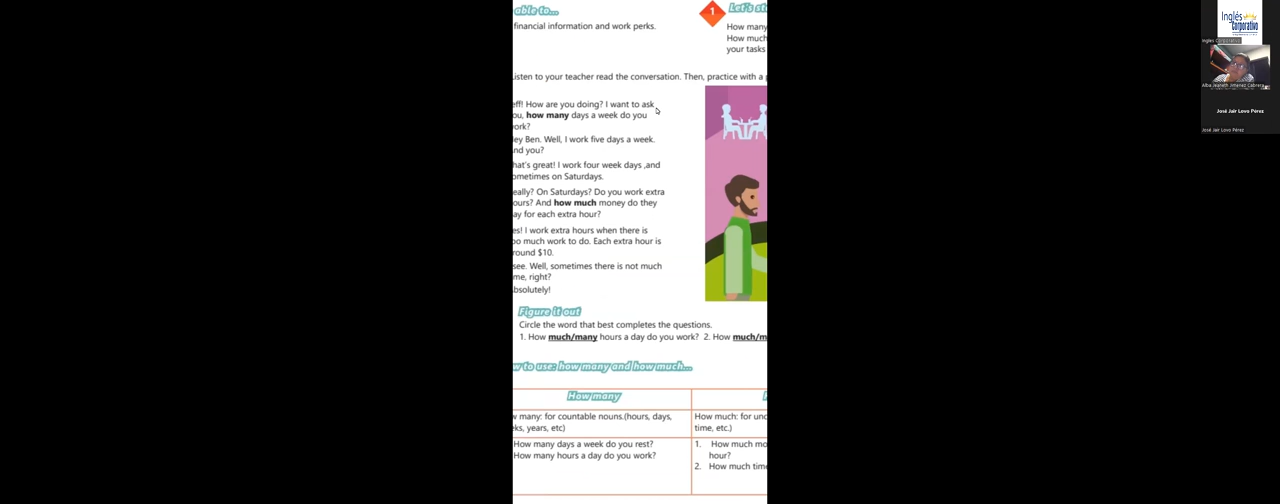 able to...
financial information and work perks.
1
Let's st
How many
How much
your tasks
Listen to your teacher read the conversation. Then, practice with a p
eff! How are you doing? I want to ask
ou, how many days a week do you
ork?
ey Ben. Well, I work five days a week.
nd you?
hat's great! I work four week days ,and
ometimes on Saturdays.
eally? On Saturdays? Do you work extra
ours? And how much money do they
ay for each extra hour?
es! I work extra hours when there is
oo much work to do. Each extra hour is
round $10.
see. Well, sometimes there is not much
me, right?
bsolutely!
Figure it out
Circle the word that best completes the questions.
1. How much/many hours a day do you work? 2. How much/m
w to use: how many and how much...
How many
w many: for countable nouns.(hours, days,
eks, years, etc)
How much: for unc
time, etc.)
How many days a week do you rest?
How many hours a day do you work?
1. How much mo
hour?
2. How much time
Inglés
Corporativo
Inglés Corporativo
Alba Jeaneth Jimenez Cabrera
José Jair Lovo Pérez
José Jair Lovo Pérez